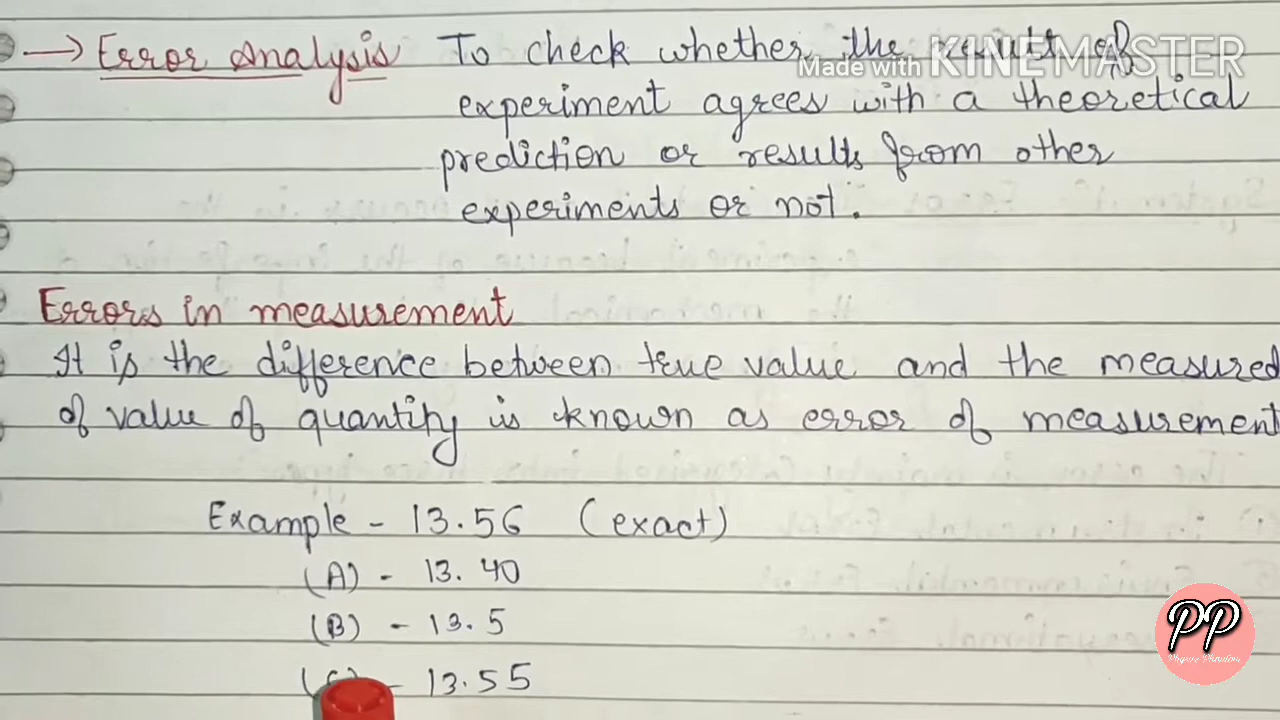 → Error Analysis To check whether the results of
Made with KINEMASTER
experiment agrees with a theoretical
prediction or results from other
experiments or not.
Errors in measurement
It is the difference between true value and the measured
of value of quantity is known as error of measurement
Example - 13.56 (exact)
(A) - 13.40
(B) - 13.5
- 13.55
PP